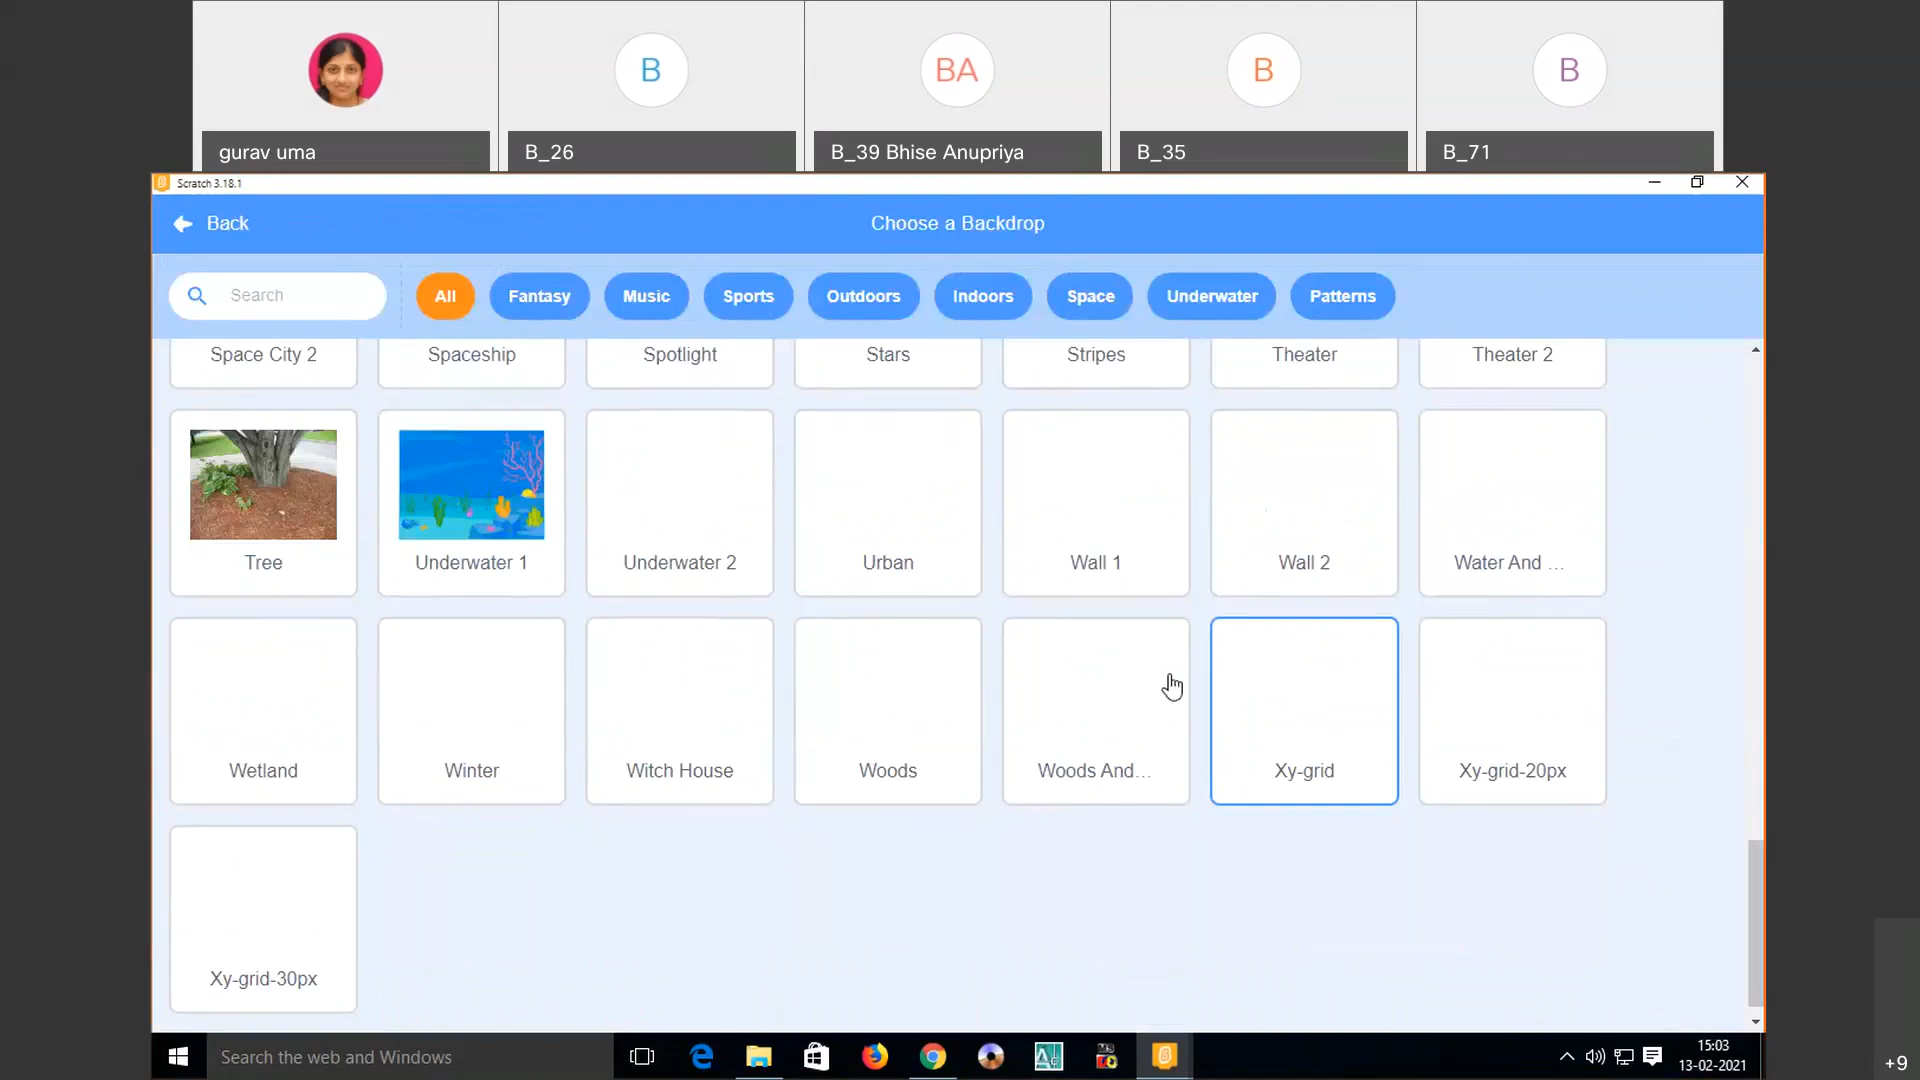 B
BA
B
B
gurav uma
B_26
B_39 Bhise Anupriya
B_35
B_71
Scratch 3.18.1
Back
Choose a Backdrop
Search
All
Fantasy
Music
Sports
Outdoors
Indoors
Space
Underwater
Patterns
Space City 2
Spaceship
Spotlight
Stars
Stripes
Theater
Theater 2
Tree
Underwater 1
Underwater 2
Urban
Wall 1
Wall 2
Water And ...
Wetland
Winter
Witch House
Woods
Woods And...
Xy-grid
Xy-grid-20px
Xy-grid-30px
Search the web and Windows
15:03
13-02-2021
+9